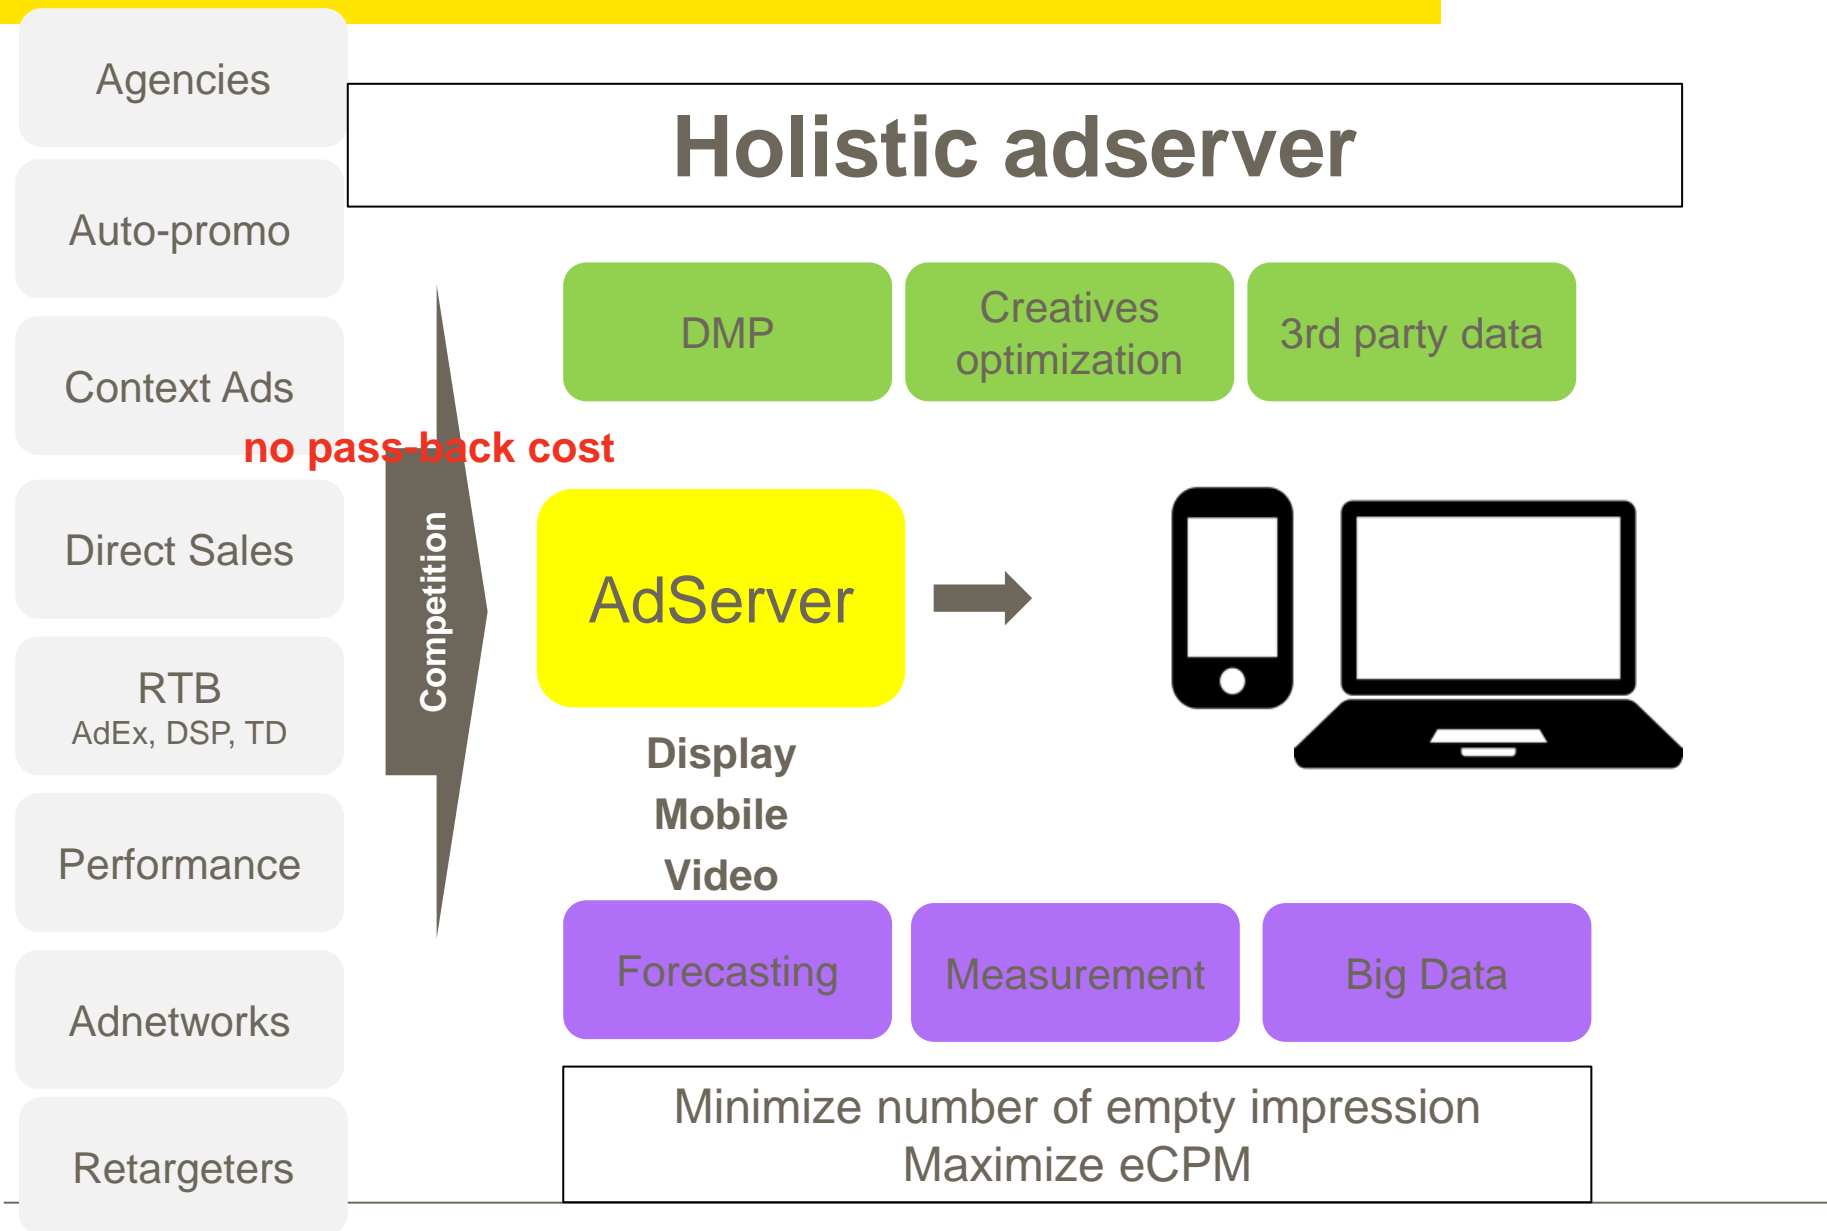 Agencies
Holistic adserver
Auto-promo
Context Ads
Direct Sales
RTB
AdEx, DSP, TD
Performance
Adnetworks
Retargeters
no pass-back cost
Competition
DMP
Creatives
optimization
3rd party data
AdServer
Display
Mobile
Video
Forecasting
Measurement
Big Data
Minimize number of empty impression
Maximize eCPM